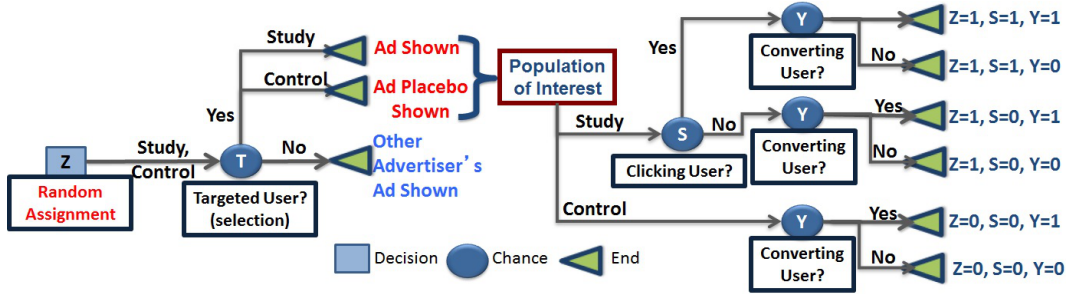 Z
Random
Assignment
Study,
Control
T
Targeted User?
(selection)
Yes
No
Study
Control
Ad Shown
Ad Placebo
Shown
Other
Advertiser's
Ad Shown
Population
of Interest
Study
Control
S
Clicking User?
Yes
No
Y
Converting
User?
No
Z=1, S=1, Y=1
Z=1, S=1, Y=0
Y
Converting
User?
Yes
No
Z=1, S=0, Y=1
Z=1, S=0, Y=0
Y
Converting
User?
Yes
No
Z=0, S=0, Y=1
Z=0, S=0, Y=0
Decision
Chance
End